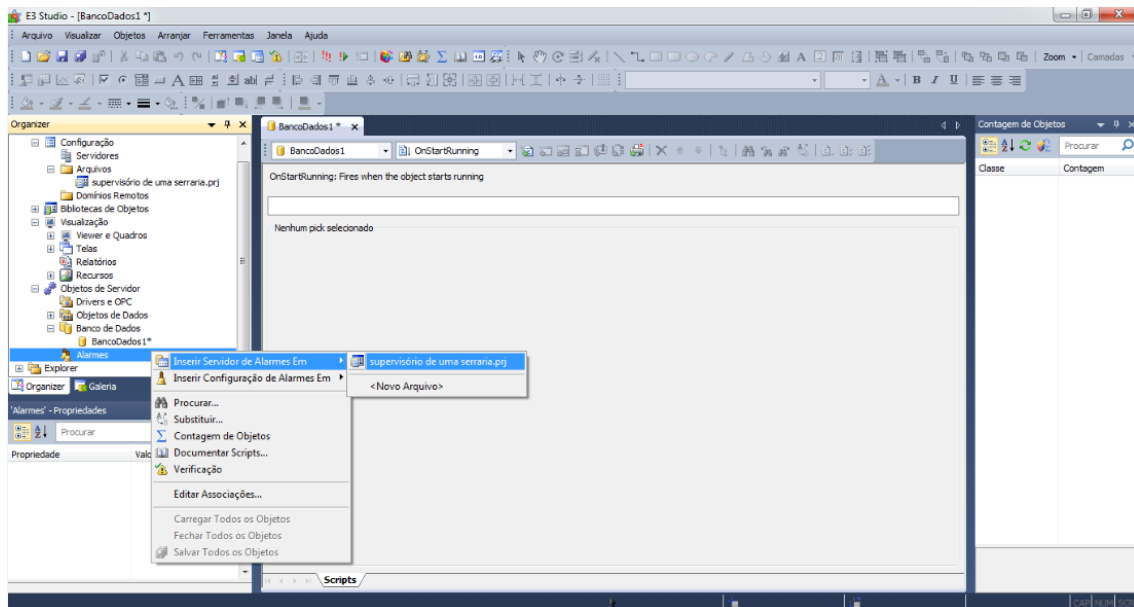 E3 Studio - [BancoDados1 *]
Arquivo Visualizar Objetos Arranjar Ferramentas Janela Ajuda
Zoom Camadas
Organizer
Configuração
Servidores
Arquivos
supervisório de uma serraria.prj
Domínios Remotos
Bibliotecas de Objetos
Visualização
Viewer e Quadros
Telas
Relatórios
Recursos
Objetos de Servidor
Drivers e OPC
Objetos de Dados
Banco de Dados
BancoDados1*
Alarmes
Explorer
Organizer Galeria
'Alarmes' - Propriedades
Procurar
Propriedade Valo
BancoDados1 *
BancoDados1 OnStartRunning
OnStartRunning: Fires when the object starts running
Nenhum pick selecionado
Inserir Servidor de Alarmes Em
Inserir Configuração de Alarmes Em
Procurar...
Substituir...
Contagem de Objetos
Documentar Scripts...
Verificação
Editar Associações...
Carregar Todos os Objetos
Fechar Todos os Objetos
Salvar Todos os Objetos
supervisório de uma serraria.prj
<Novo Arquivo>
Scripts
Contagem de Objetos
Procurar
Classe Contagem
CAP NUM SCR